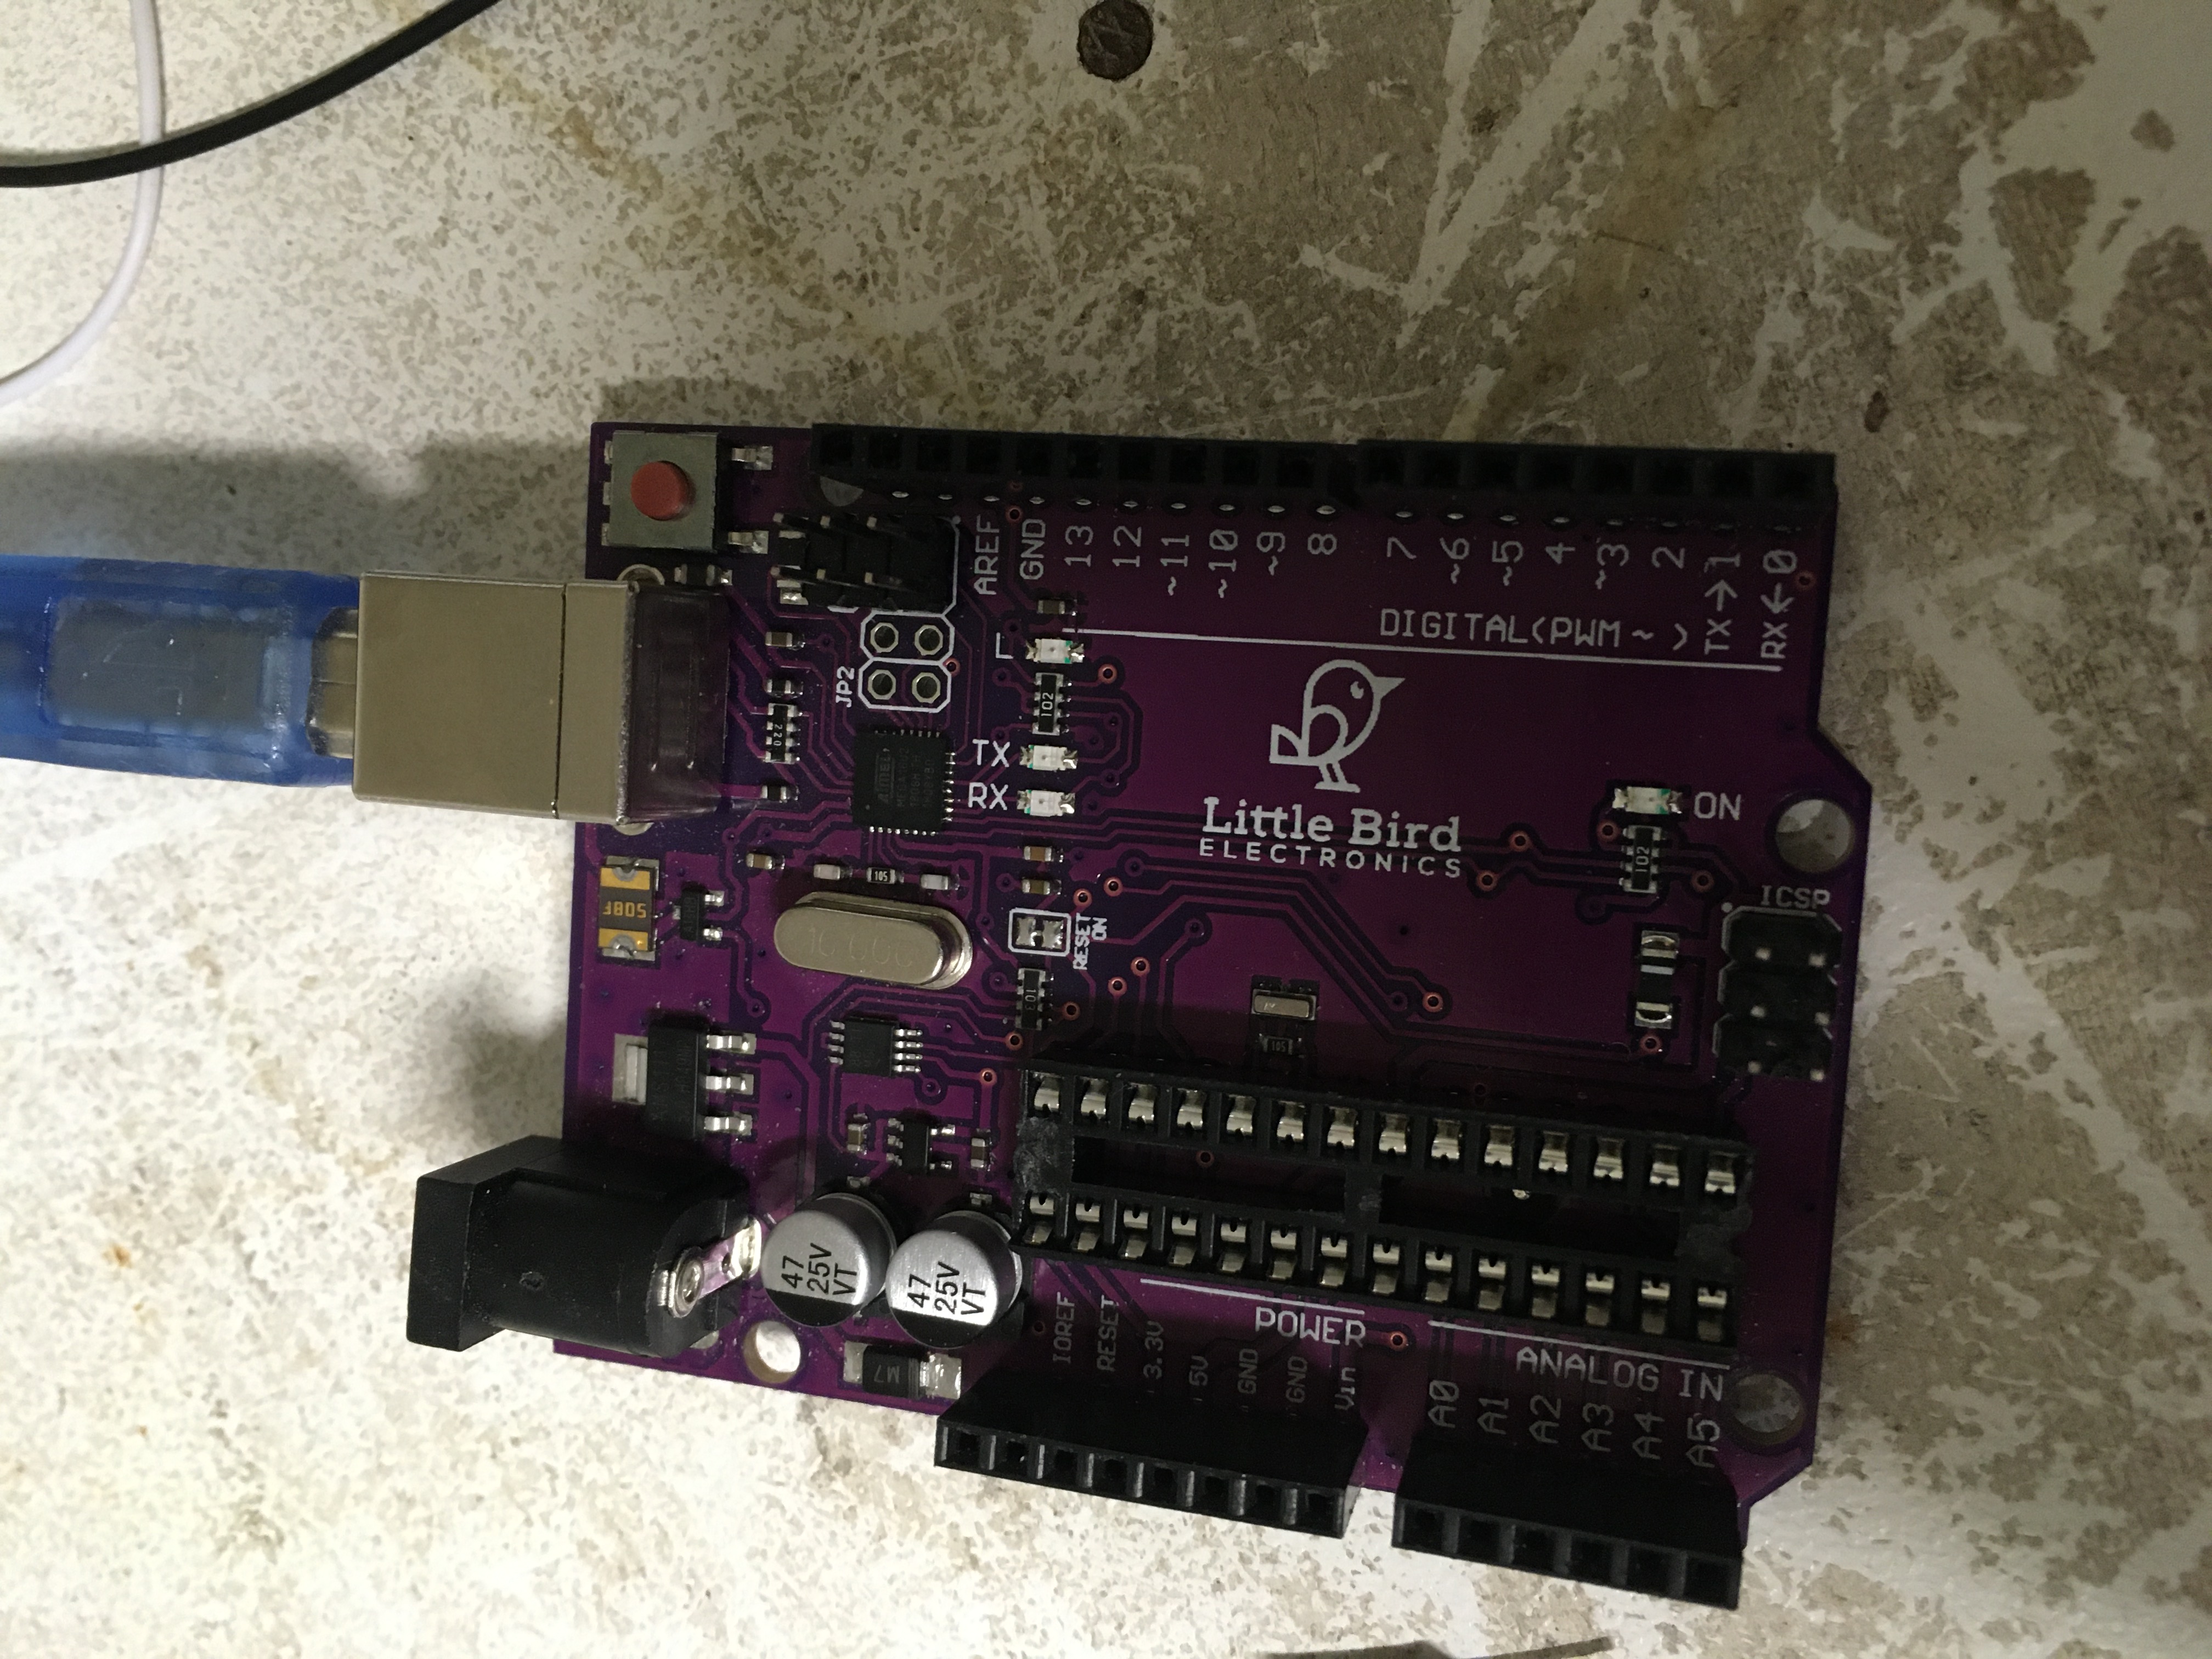 508F
47
25V
VT
47
25V
VT
M7
220
JP2
ATMEL
RX
TX
L
103
102
RESET
ON
IOREF
RESET
3.3V
5V
GND
GND
Vin
POWER
A0
A1
A2
A3
A4
A5
ANALOG IN
Little Bird
ELECTRONICS
AREF
GND
13
12
~11
~10
~9
8
7
~6
~5
4
~3
2
TX→1
RX←0
DIGITAL(PWM ~ )
102
ON
ICSP